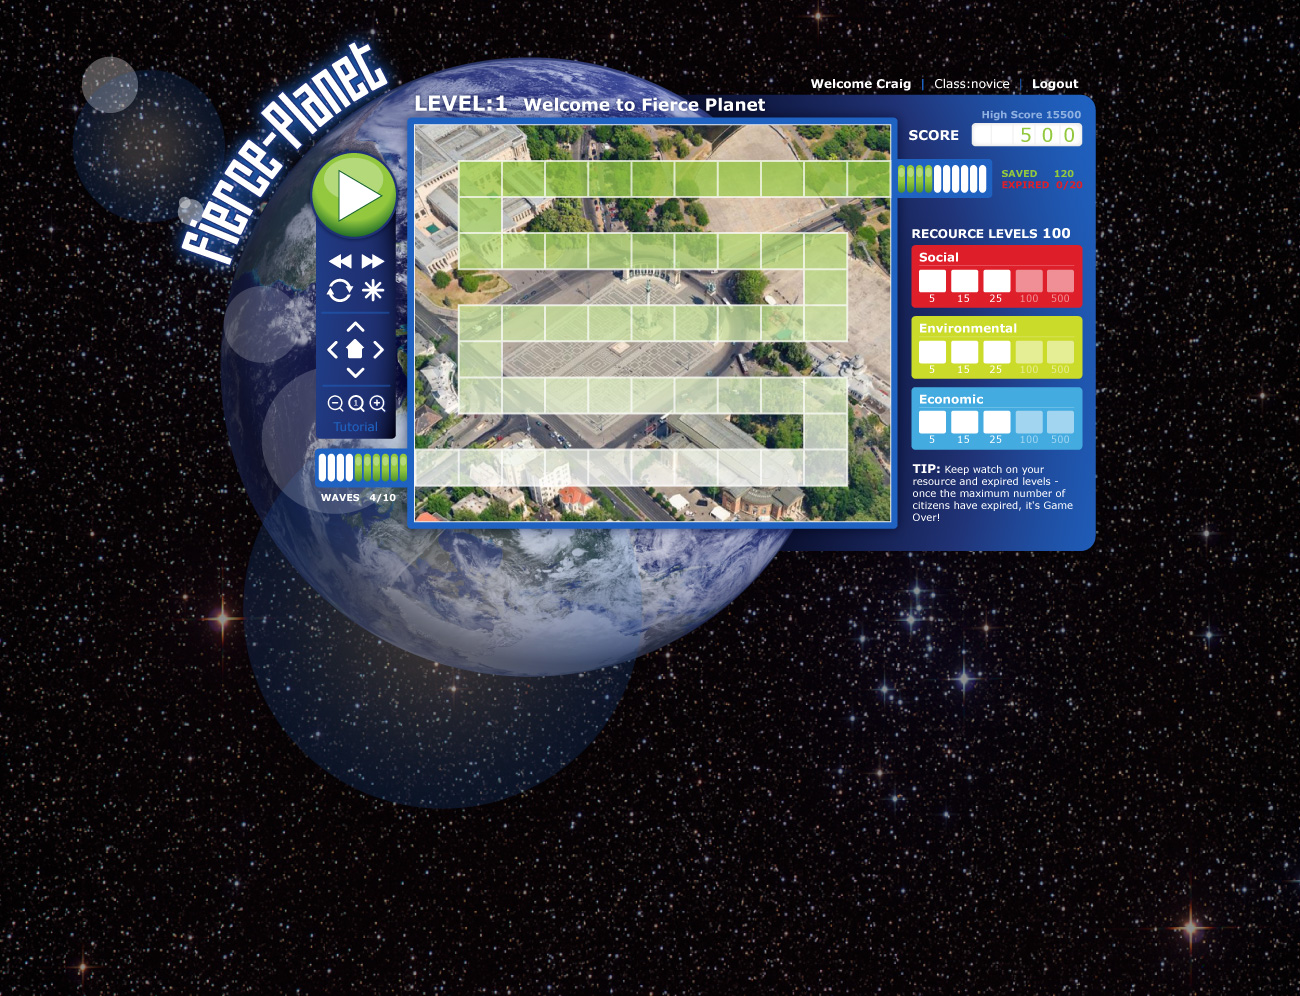 Fierce-Planet
Welcome Craig | Class:novice | Logout
LEVEL:1 Welcome to Fierce Planet
High Score 15500
SCORE 500
SAVED 120
EXPIRED 0/20
RECOURCE LEVELS 100
Social
5 15 25 100 500
Environmental
5 15 25 100 500
Economic
5 15 25 100 500
TIP: Keep watch on your
resource and expired levels -
once the maximum number of
citizens have expired, it's Game
Over!
1
Tutorial
WAVES 4/10